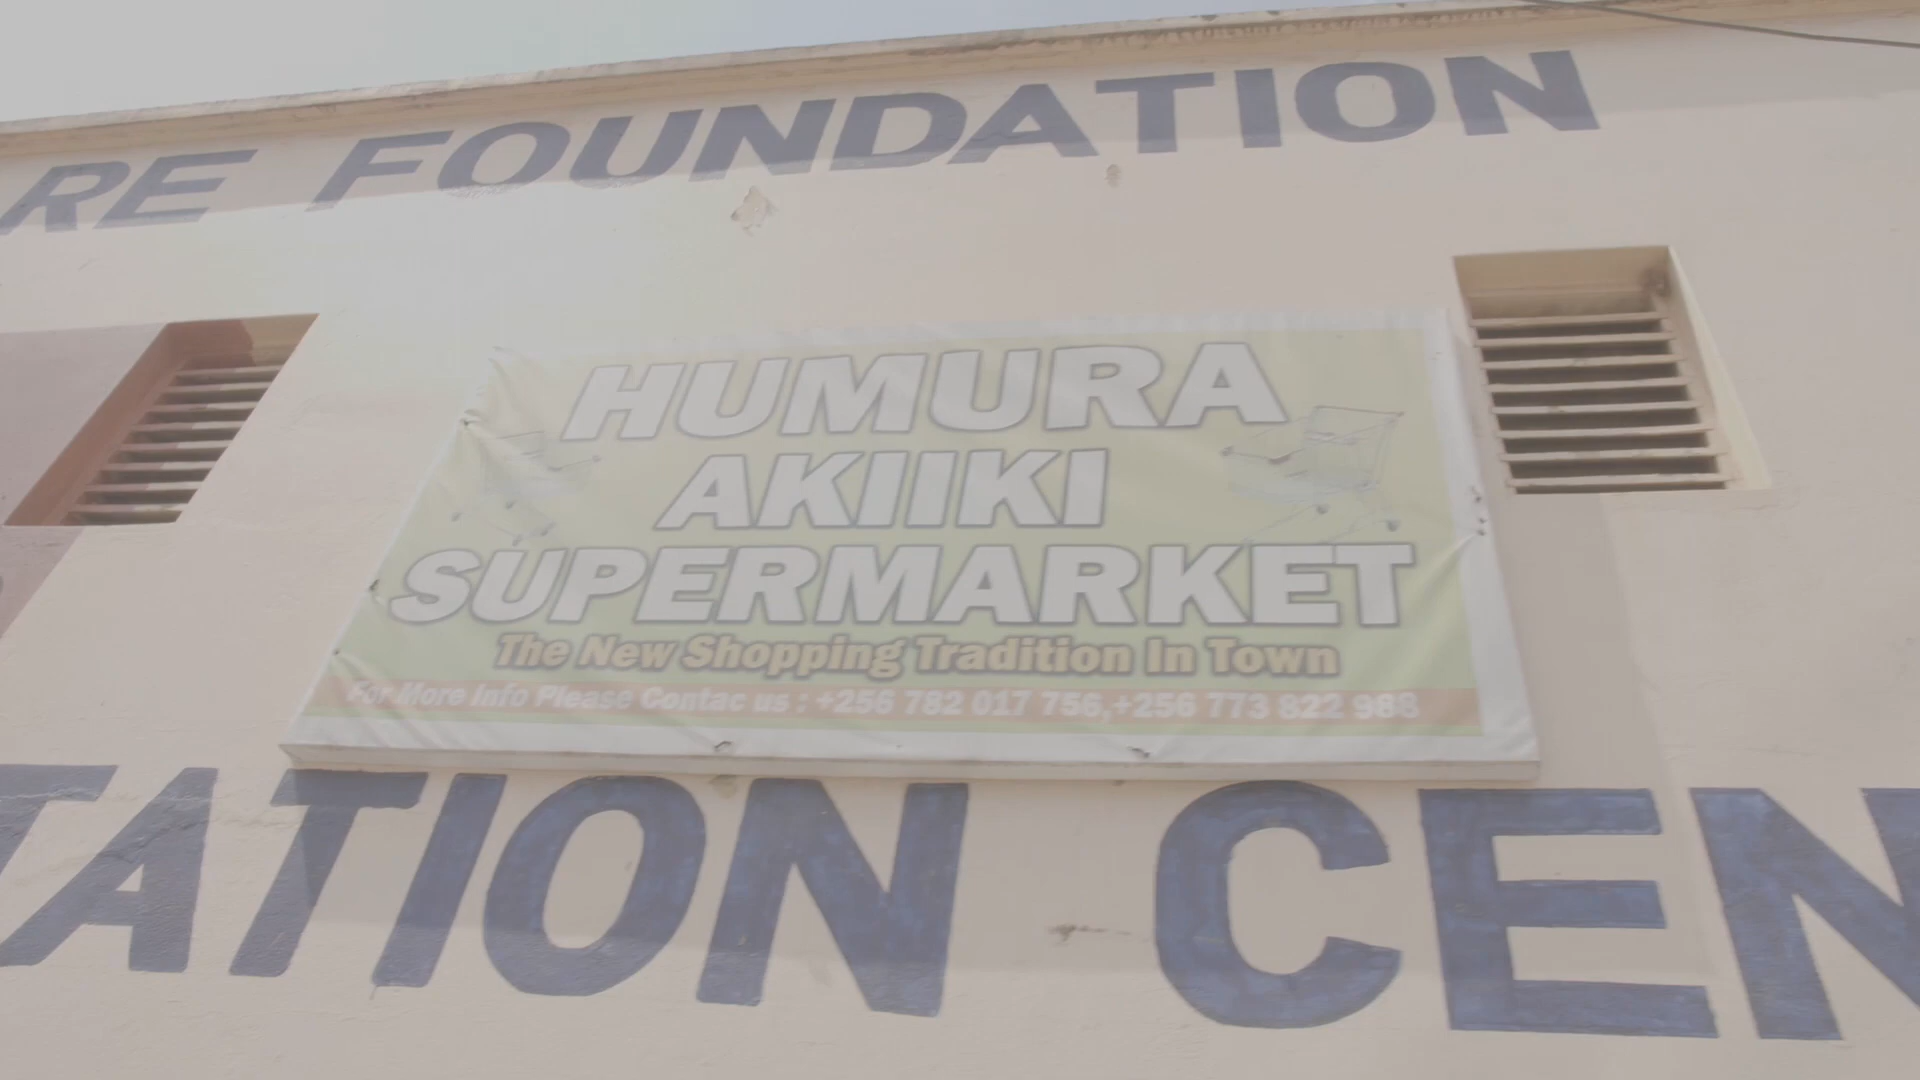 RE FOUNDATION
HUMURA
AKIIKI
SUPERMARKET
The New Shopping Tradition In Town
For More Info Please Contac us : +256 782 017 756,+256 773 822 988
TATION CEN